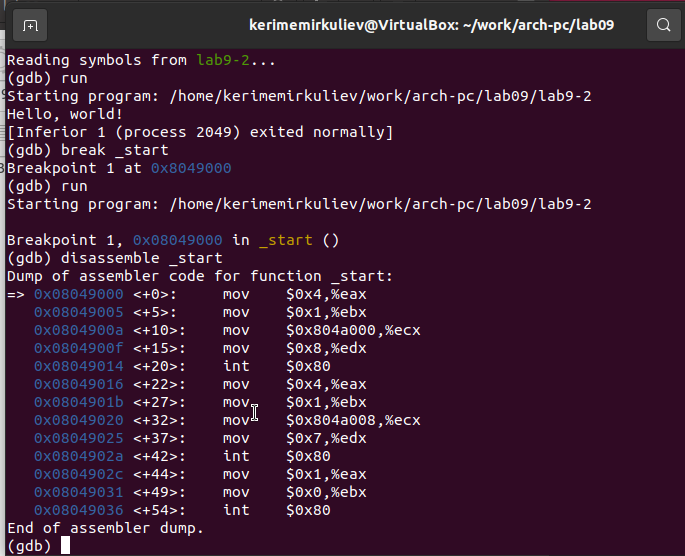 kerimemirkuliev@VirtualBox: ~/work/arch-pc/lab09
Reading symbols from lab9-2...
(gdb) run
Starting program: /home/kerimemirkuliev/work/arch-pc/lab09/lab9-2
Hello, world!
[Inferior 1 (process 2049) exited normally]
(gdb) break _start
Breakpoint 1 at 0x8049000
(gdb) run
Starting program: /home/kerimemirkuliev/work/arch-pc/lab09/lab9-2

Breakpoint 1, 0x08049000 in _start ()
(gdb) disassemble _start
Dump of assembler code for function _start:
=> 0x08049000 <+0>:     mov    $0x4,%eax
   0x08049005 <+5>:     mov    $0x1,%ebx
   0x0804900a <+10>:    mov    $0x804a000,%ecx
   0x0804900f <+15>:    mov    $0x8,%edx
   0x08049014 <+20>:    int    $0x80
   0x08049016 <+22>:    mov    $0x4,%eax
   0x0804901b <+27>:    mov    $0x1,%ebx
   0x08049020 <+32>:    mov    $0x804a008,%ecx
   0x08049025 <+37>:    mov    $0x7,%edx
   0x0804902a <+42>:    int    $0x80
   0x0804902c <+44>:    mov    $0x1,%eax
   0x08049031 <+49>:    mov    $0x0,%ebx
   0x08049036 <+54>:    int    $0x80
End of assembler dump.
(gdb)